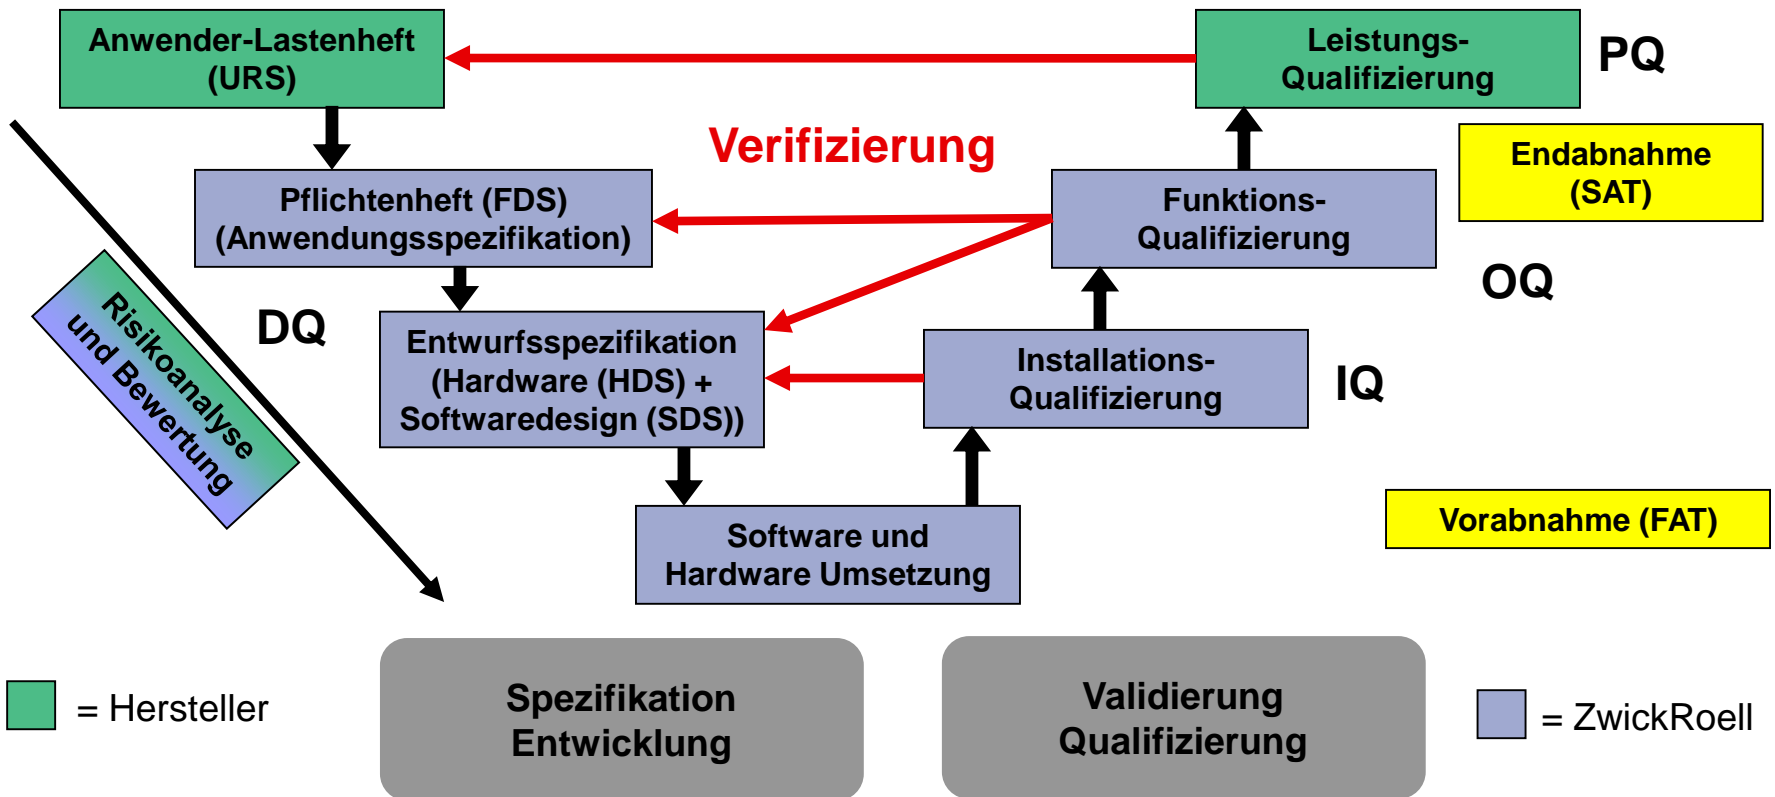 Anwender-Lastenheft
(URS)
Leistungs-
Qualifizierung
PQ
Verifizierung
Endabnahme
(SAT)
Pflichtenheft (FDS)
(Anwendungsspezifikation)
Funktions-
Qualifizierung
OQ
Risikoanalyse
und Bewertung
DQ
Entwurfsspezifikation
(Hardware (HDS) +
Softwaredesign (SDS))
Installations-
Qualifizierung
IQ
Vorabnahme (FAT)
Software und
Hardware Umsetzung
= Hersteller
Spezifikation
Entwicklung
Validierung
Qualifizierung
= ZwickRoell